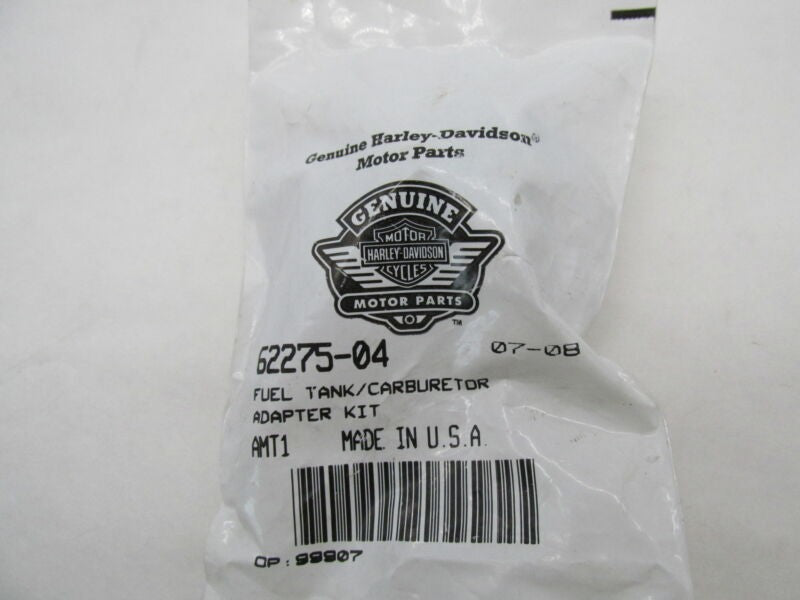 Genuine Harley-Davidson®
Motor Parts
GENUINE
MOTOR
HARLEY-DAVIDSON
CYCLES
MOTOR PARTS
TM
62275-04 07-08
FUEL TANK/CARBURETOR
ADAPTER KIT
AMT1 MADE IN U.S.A.
OP: 99907